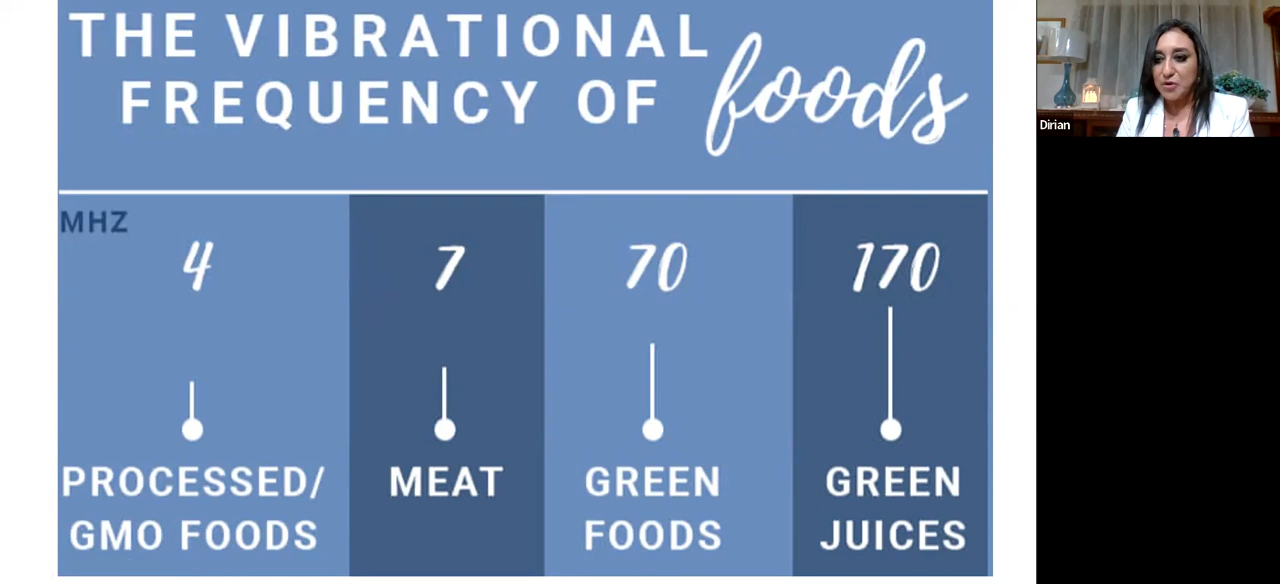 THE VIBRATIONAL
FREQUENCY OF foods
MHZ
4
7
70
170
PROCESSED/
GMO FOODS
MEAT
GREEN
FOODS
GREEN
JUICES
Dirian